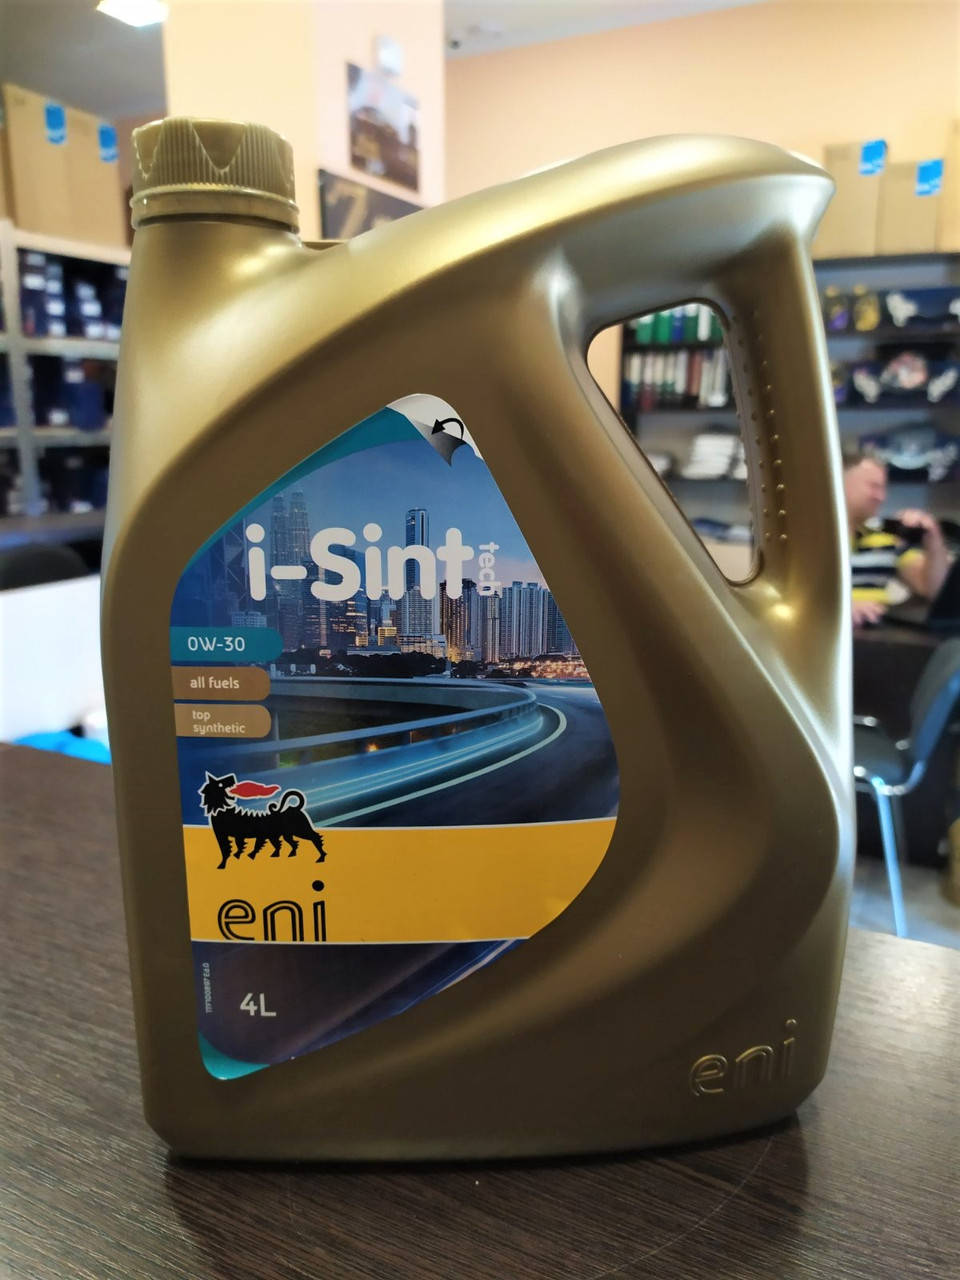 i-Sint
tech
0W-30
all fuels
top
synthetic
eni
4L
eni